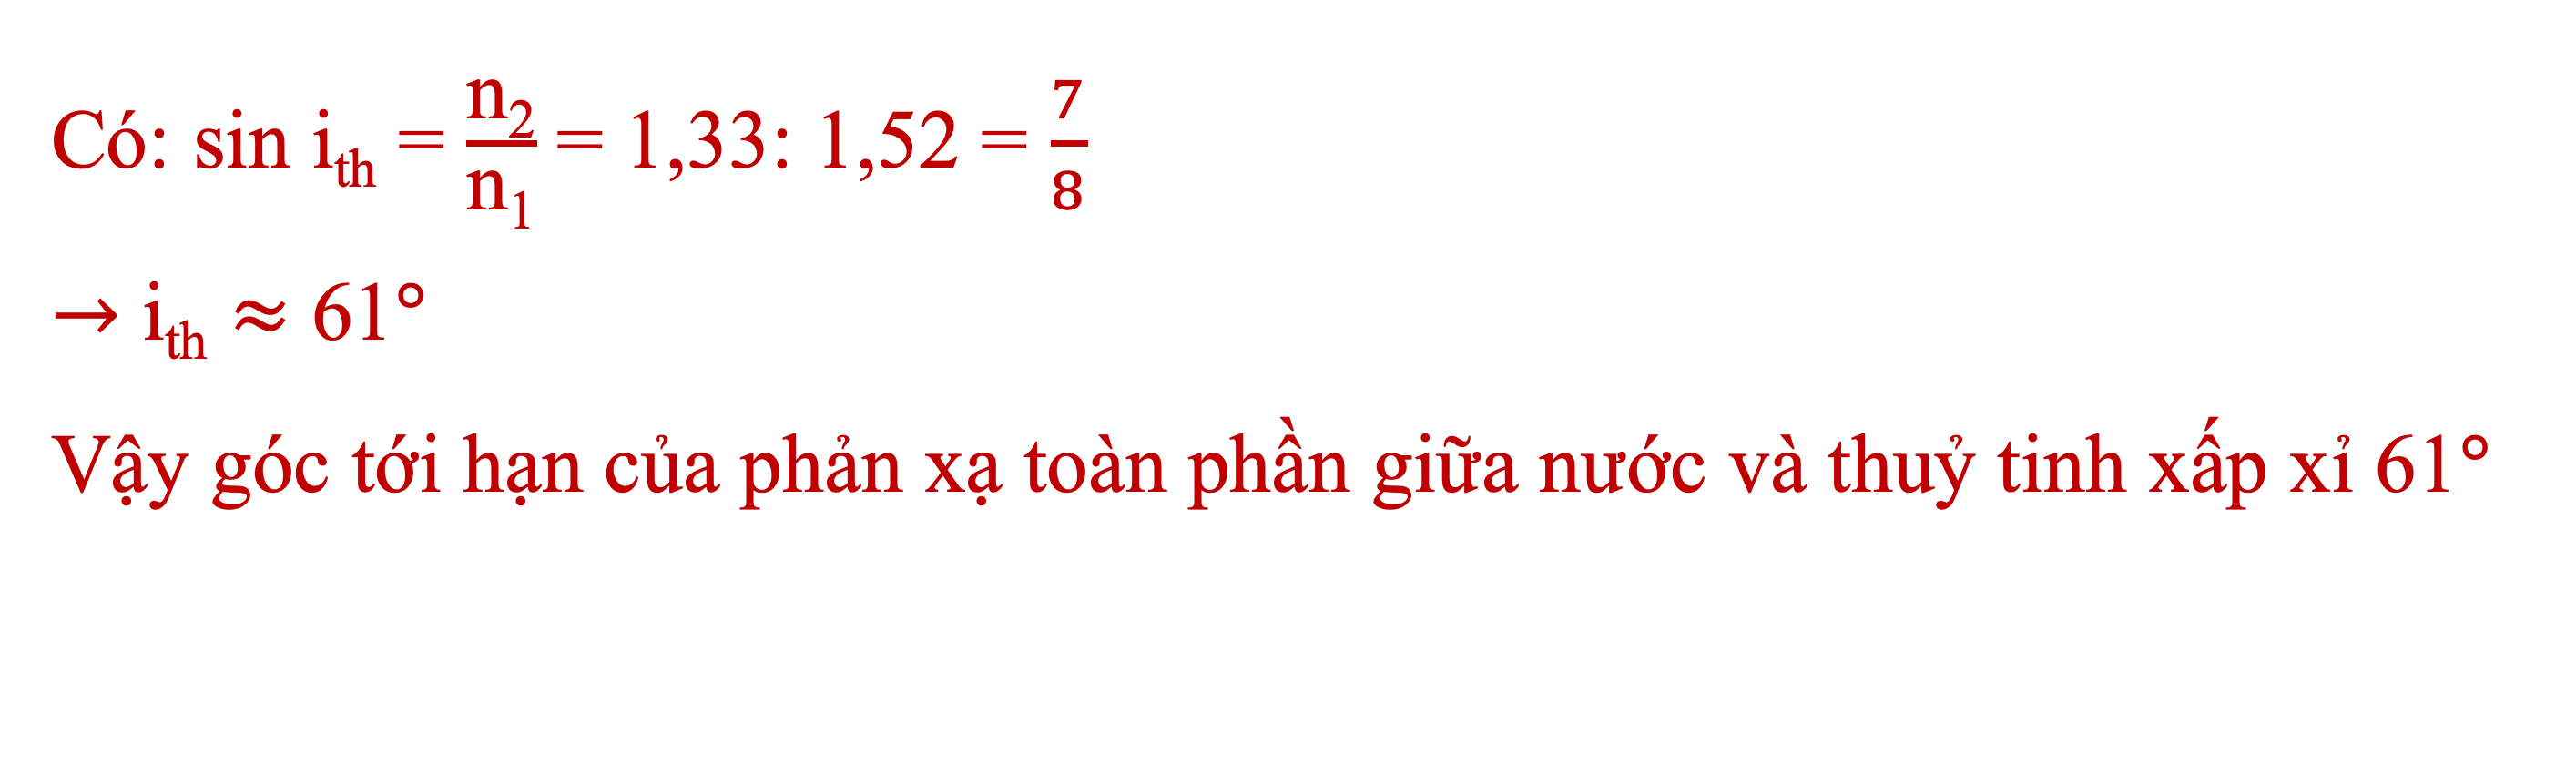 Có: sin i_th = n₂/n₁ = 1,33: 1,52 = 7/8
→ i_th ≈ 61°
Vậy góc tới hạn của phản xạ toàn phần giữa nước và thuỷ tinh xấp xỉ 61°